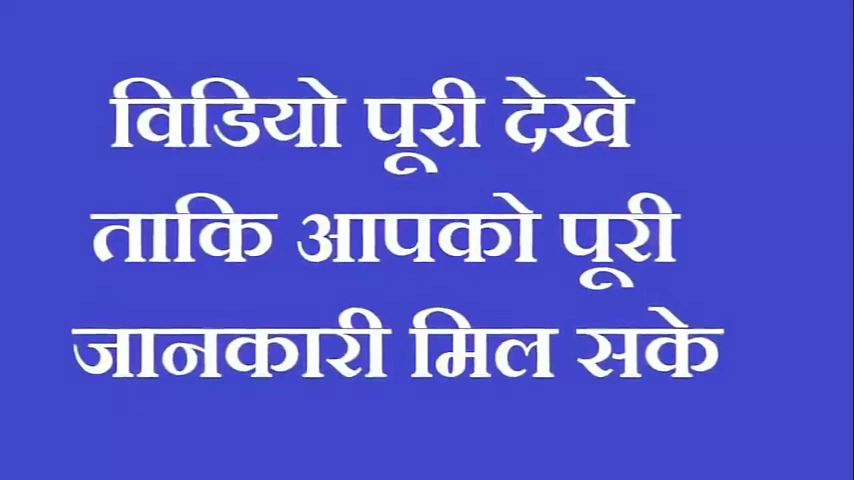 विडियो पूरी देखे
ताकि आपको पूरी
जानकारी मिल सके